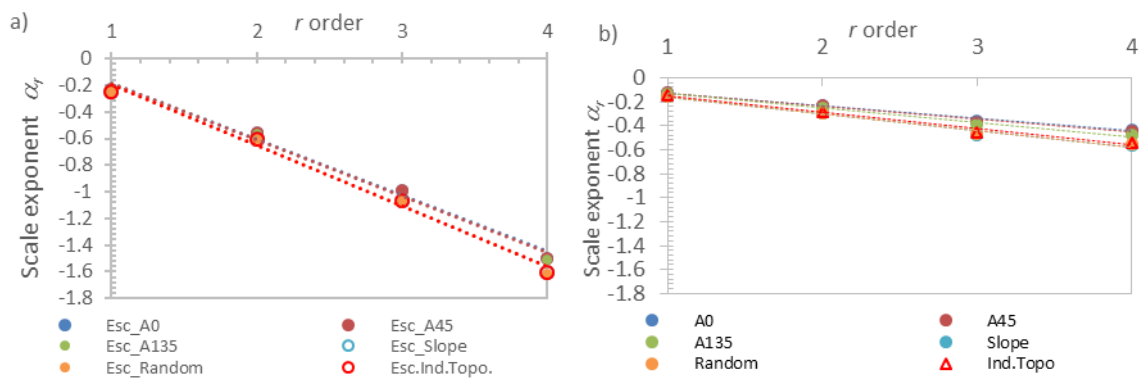 a)
r order
1 2 3 4
0
-0.2
-0.4
-0.6
-0.8
-1
-1.2
-1.4
-1.6
-1.8
Scale exponent αr
Esc_A0 Esc_A45
Esc_A135 Esc_Slope
Esc_Random Esc.Ind.Topo.
b)
r order
1 2 3 4
0
-0.2
-0.4
-0.6
-0.8
-1
-1.2
-1.4
-1.6
-1.8
Scale exponent αr
A0 A45
A135 Slope
Random Ind.Topo